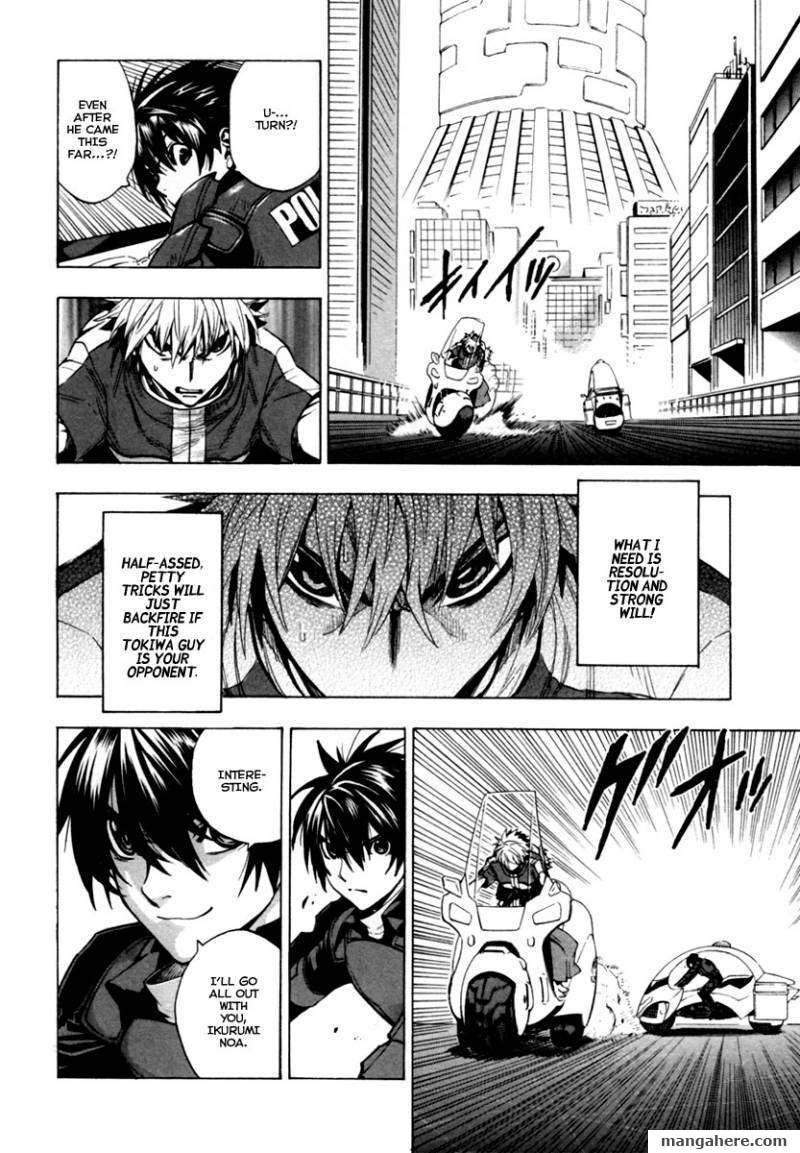 キィイイッ
U-...
TURN?!
EVEN
AFTER
HE CAME
THIS
FAR...?!
POL
WHAT I
NEED IS
RESOLU-
TION AND
STRONG
WILL!
HALF-ASSED,
PETTY
TRICKS WILL
JUST
BACKFIRE IF
THIS
TOKIWA GUY
IS YOUR
OPPONENT.
グオッ
INTERE-
STING.
I'LL GO
ALL OUT
WITH
YOU,
IKURUMI
NOA.
mangahere.com